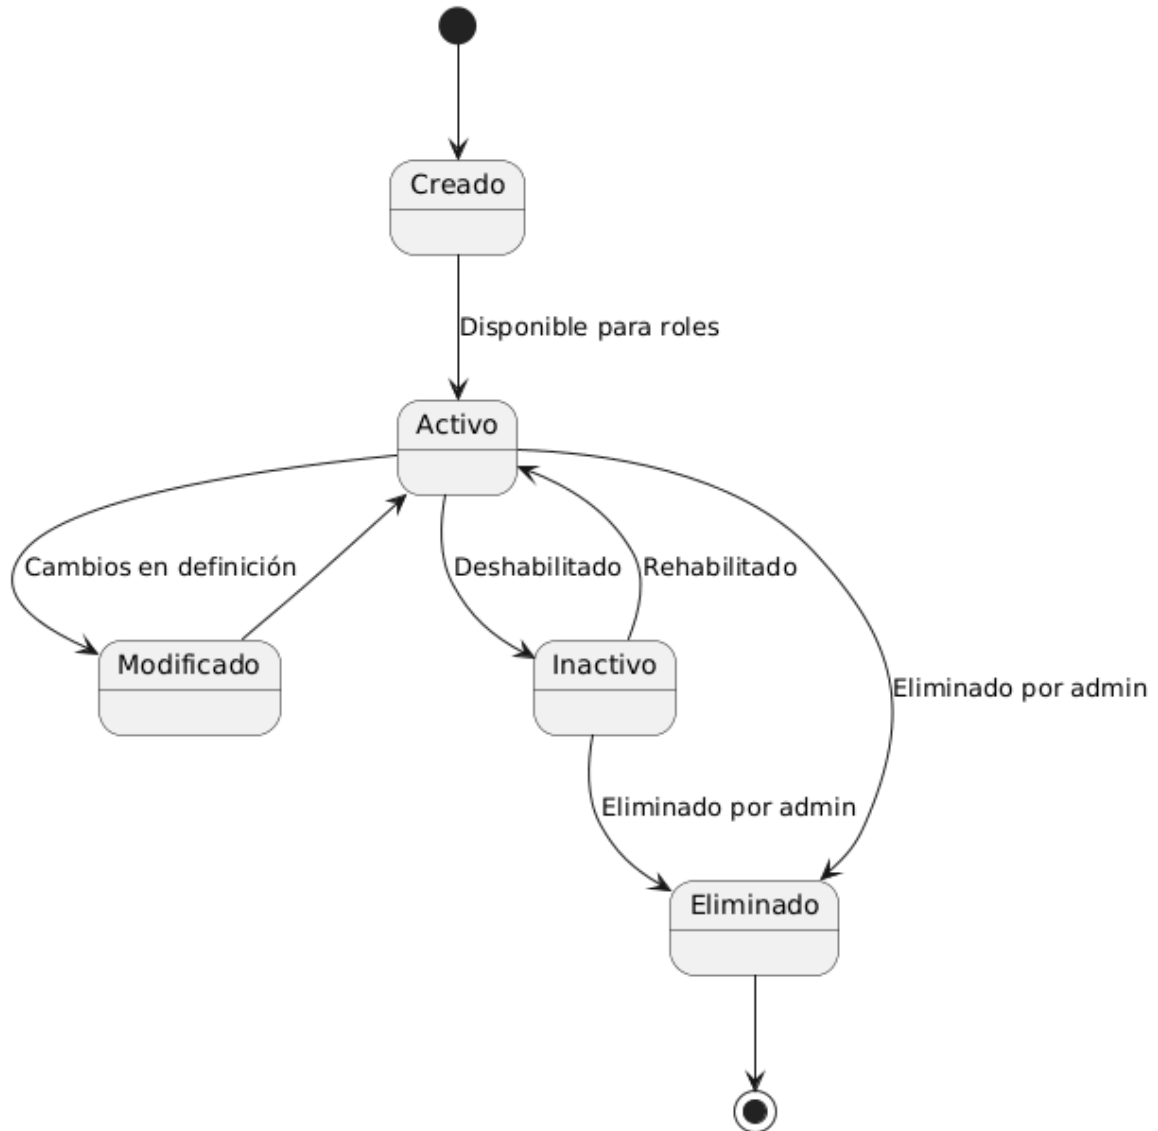 Creado
Disponible para roles
Activo
Cambios en definición
Deshabilitado
Rehabilitado
Modificado
Inactivo
Eliminado por admin
Eliminado por admin
Eliminado